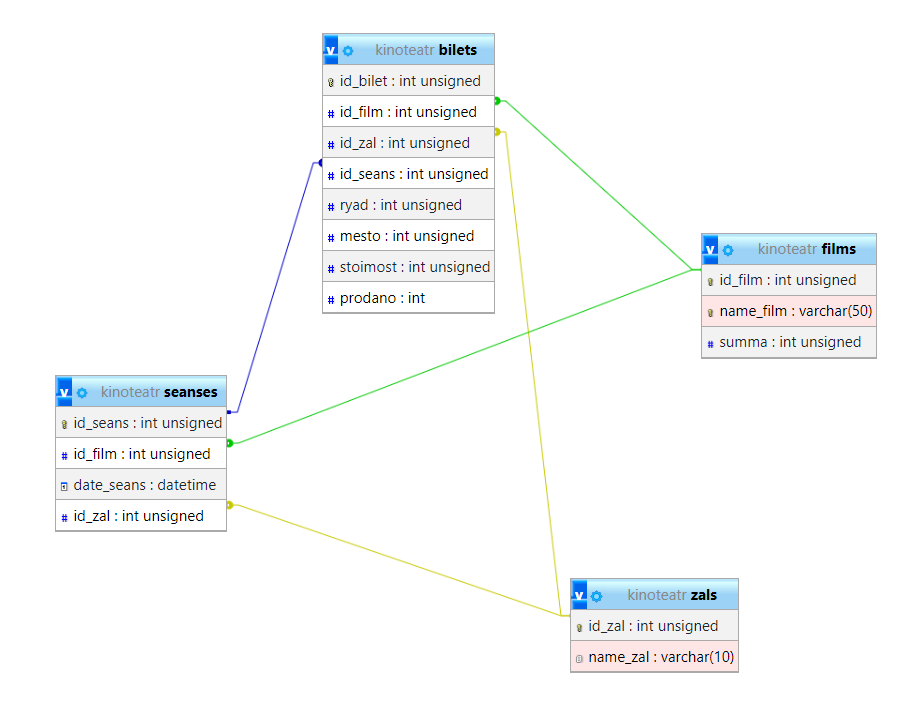 kinoteatr bilets
id_bilet : int unsigned
id_film : int unsigned
id_zal : int unsigned
id_seans : int unsigned
ryad : int unsigned
mesto : int unsigned
stoimost : int unsigned
prodano : int
kinoteatr films
id_film : int unsigned
name_film : varchar(50)
summa : int unsigned
kinoteatr seanses
id_seans : int unsigned
id_film : int unsigned
date_seans : datetime
id_zal : int unsigned
kinoteatr zals
id_zal : int unsigned
name_zal : varchar(10)